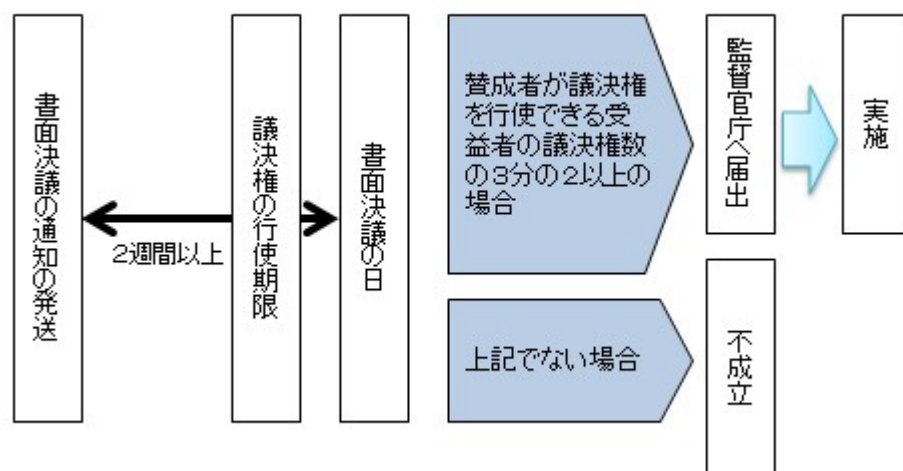 書面決議の通知の発送
2週間以上
議決権の行使期限
書面決議の日
賛成者が議決権
を行使できる受
益者の議決権数
の3分の2以上の
場合
監督官庁へ届出
実施
上記でない場合
不成立